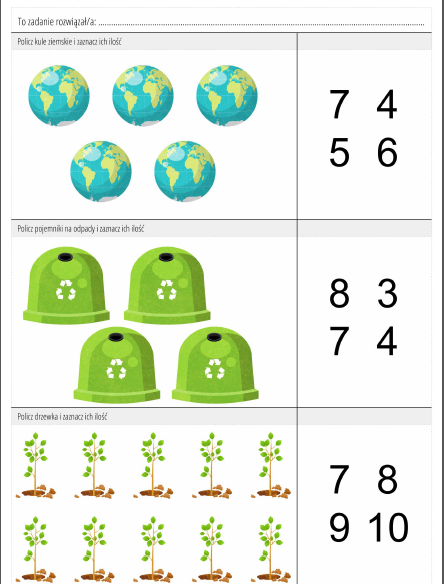 To zadanie rozwiązał/a: ..........................................................................................
Policz kule ziemskie i zaznacz ich ilość
7 4
5 6
Policz pojemniki na odpady i zaznacz ich ilość
8 3
7 4
Policz drzewka i zaznacz ich ilość
7 8
9 10